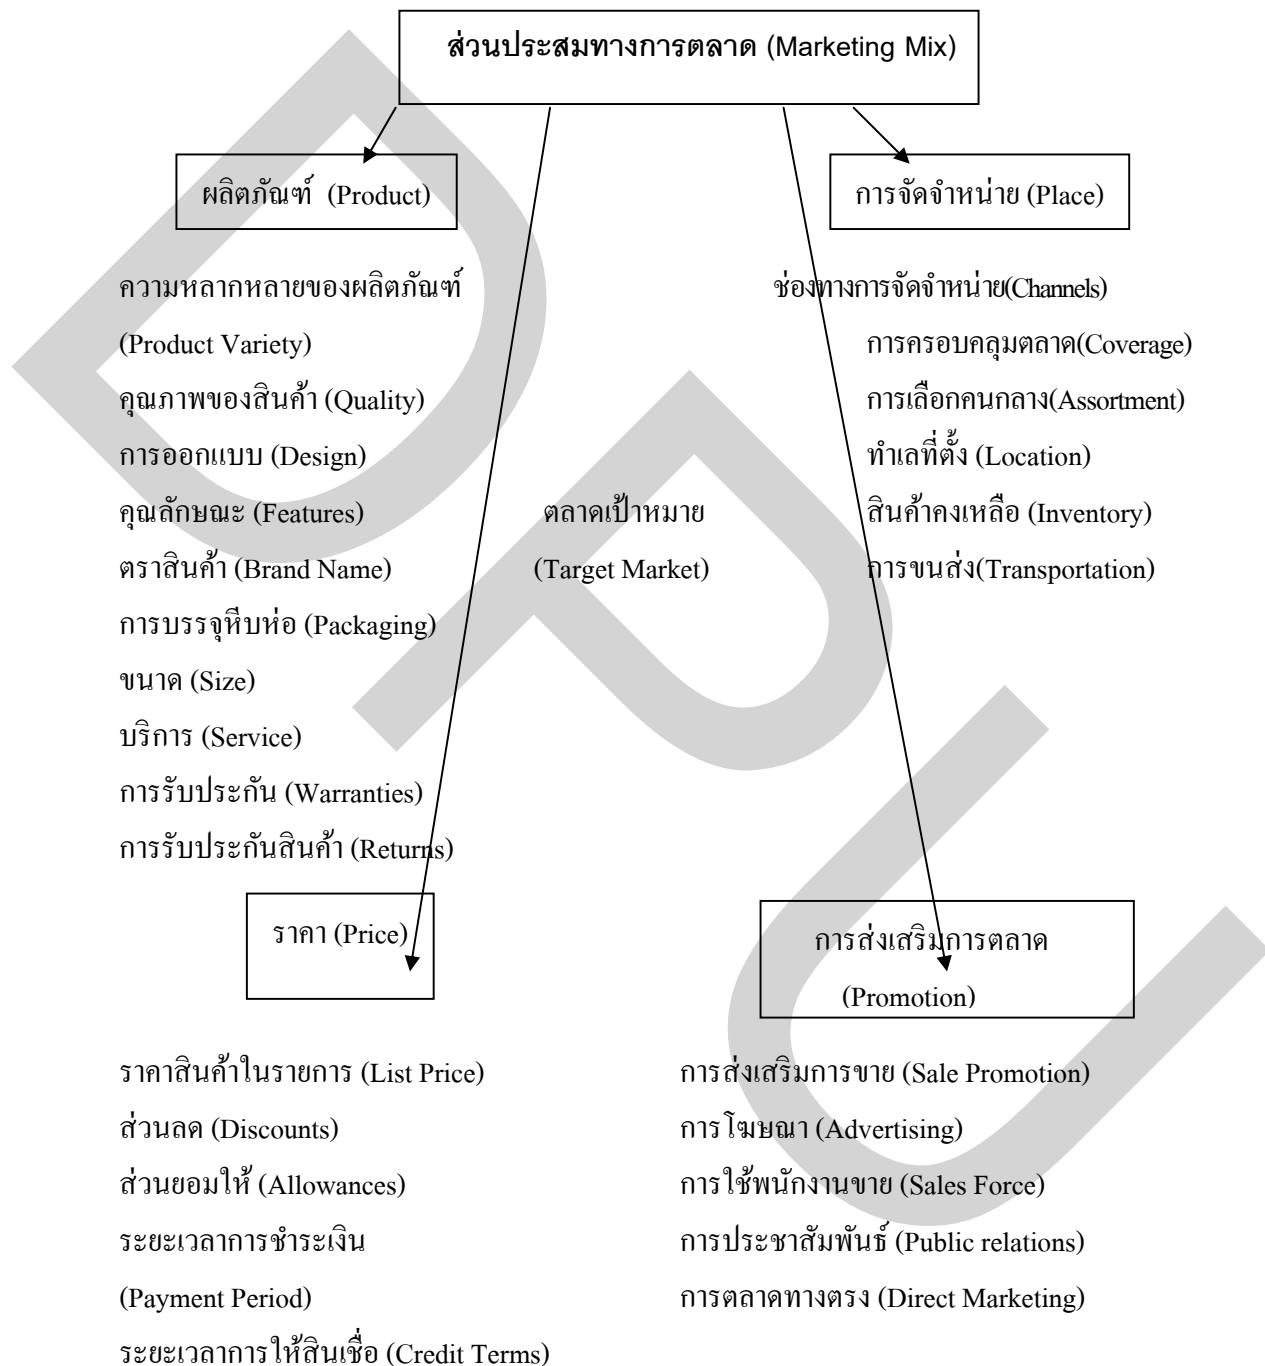 ส่วนประสมทางการตลาด (Marketing Mix)
ผลิตภัณฑ์ (Product)
การจัดจำหน่าย (Place)
ความหลากหลายของผลิตภัณฑ์
(Product Variety)
คุณภาพของสินค้า (Quality)
การออกแบบ (Design)
คุณลักษณะ (Features)
ตราสินค้า (Brand Name)
การบรรจุหีบห่อ (Packaging)
ขนาด (Size)
บริการ (Service)
การรับประกัน (Warranties)
การรับประกันสินค้า (Returns)
ตลาดเป้าหมาย
(Target Market)
ช่องทางการจัดจำหน่าย(Channels)
การครอบคลุมตลาด(Coverage)
การเลือกคนกลาง(Assortment)
ทำเลที่ตั้ง (Location)
สินค้าคงเหลือ (Inventory)
การขนส่ง(Transportation)
ราคา (Price)
การส่งเสริมการตลาด
(Promotion)
ราคาสินค้าในรายการ (List Price)
ส่วนลด (Discounts)
ส่วนยอมให้ (Allowances)
ระยะเวลาการชำระเงิน
(Payment Period)
ระยะเวลาการให้สินเชื่อ (Credit Terms)
การส่งเสริมการขาย (Sale Promotion)
การโฆษณา (Advertising)
การใช้พนักงานขาย (Sales Force)
การประชาสัมพันธ์ (Public relations)
การตลาดทางตรง (Direct Marketing)
DPU